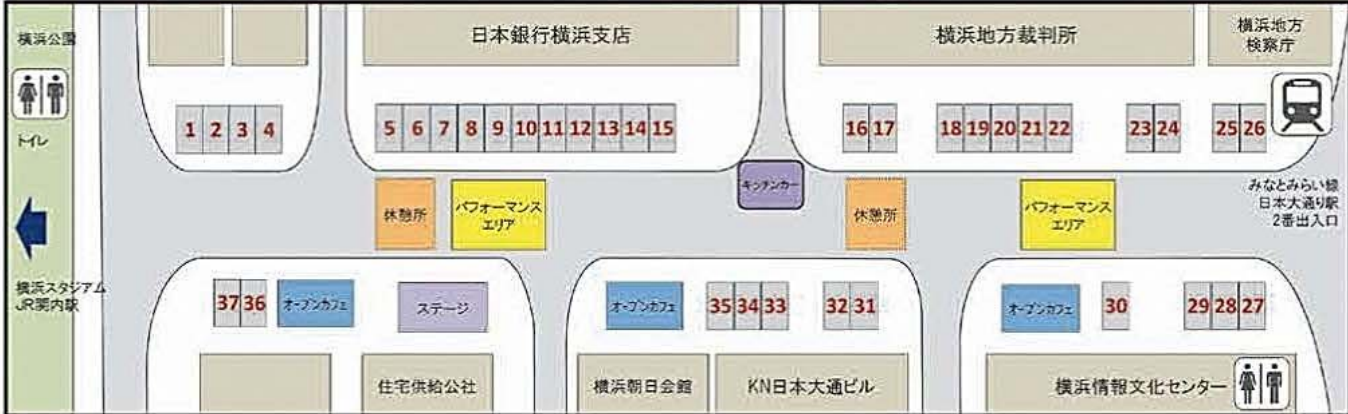 横浜公園
日本銀行横浜支店
横浜地方裁判所
横浜地方
検察庁
トイレ
1 2 3 4
5 6 7 8 9 10 11 12 13 14 15
16 17
18 19 20 21 22
23 24
25 26
休憩所
パフォーマンス
エリア
キッチンカー
休憩所
パフォーマンス
エリア
みなとみらい線
日本大通り駅
2番出入口
横浜スタジアム
JR関内駅
37 36
オープンカフェ
ステージ
オープンカフェ
35 34 33
32 31
オープンカフェ
30
29 28 27
住宅供給公社
横浜朝日会館
KN日本大通ビル
横浜情報文化センター